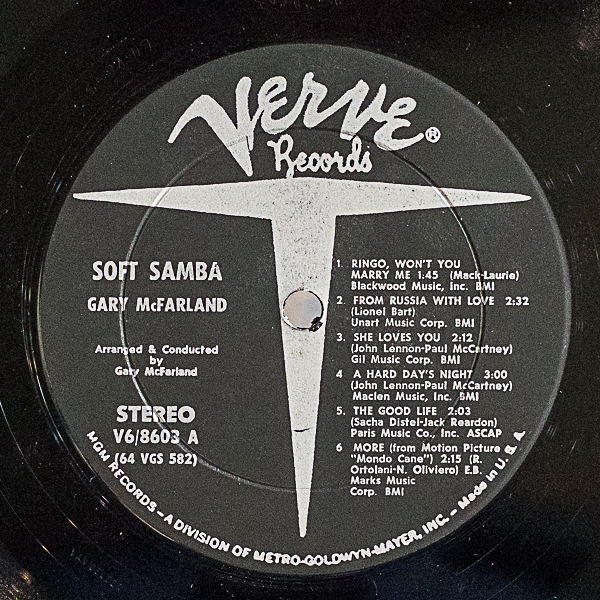 Verve®
Records
SOFT SAMBA
GARY McFARLAND
Arranged & Conducted
by
Gary McFarland
STEREO
V6/8603 A
(64 VGS 582)
1. RINGO, WON'T YOU
MARRY ME 1:45 (Mack-Laurie)
Blackwood Music, Inc. BMI
2. FROM RUSSIA WITH LOVE 2:32
(Lionel Bart)
Unart Music Corp. BMI
3. SHE LOVES YOU 2:12
(John Lennon-Paul McCartney)
Gil Music Corp. BMI
4 A HARD DAY'S NIGHT 3:00
(John Lennon-Paul McCartney)
Maclen Music, Inc. BMI
5. THE GOOD LIFE 2:03
(Sacha Distel-Jack Reardon)
Paris Music Co., Inc. ASCAP
6 MORE (from Motion Picture
"Mondo Cane") 2:15 (R.
Ortolani-N. Oliviero) E.B.
Marks Music
Corp. BMI
MGM RECORDS – A DIVISION OF METRO-GOLDWYN-MAYER, INC. – Made in U. S. A.